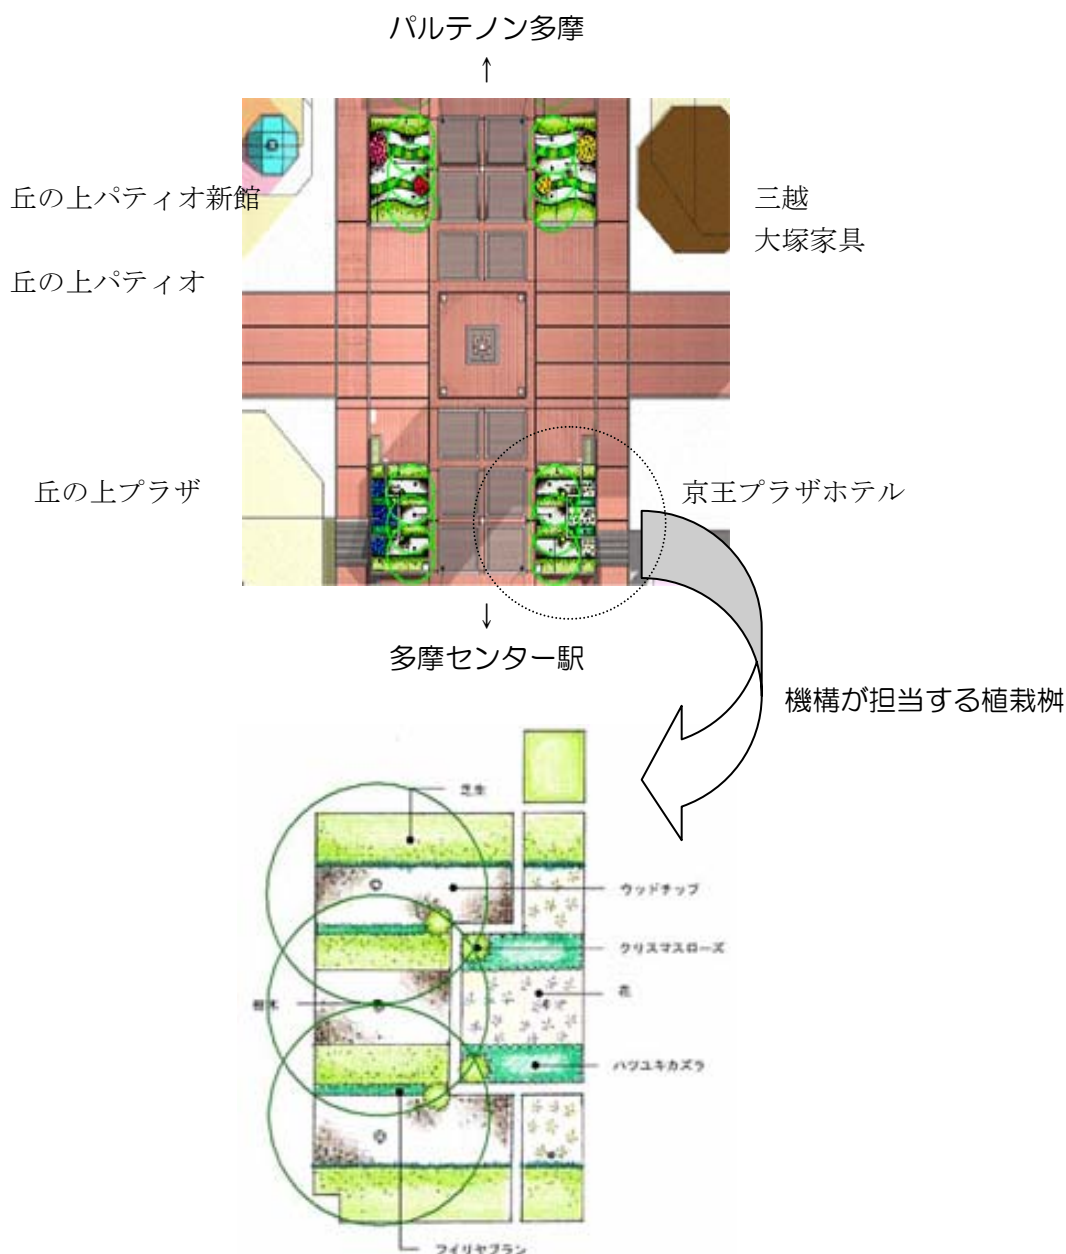 パルテノン多摩
↑
丘の上パティオ新館
三越
大塚家具
丘の上パティオ
丘の上プラザ
京王プラザホテル
↓
多摩センター駅
機構が担当する植栽桝
芝生
ウッドチップ
クリスマスローズ
花
樹木
ハツユキカズラ
フイリヤブラン